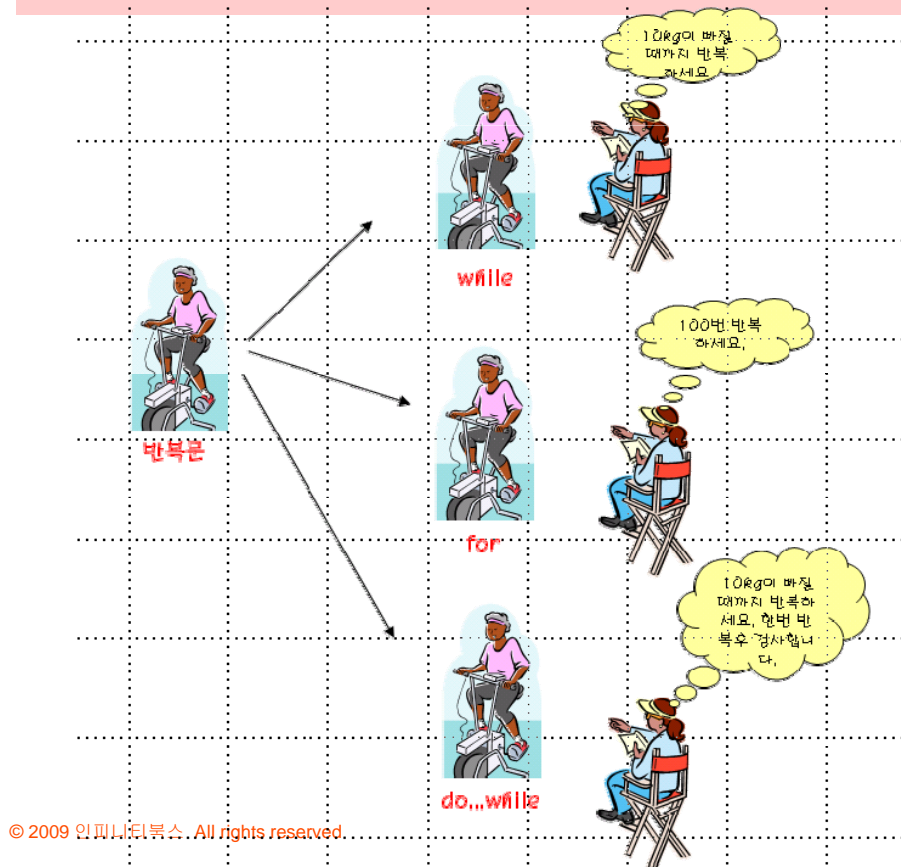 10kg이 빠질
때까지 반복
하세요
while
100번 반복
하세요.
반복문
for
10kg이 빠질
때까지 반복하
세요. 한번 반
복후 검사합니
다.
do...while
© 2009 인피니티북스. All rights reserved.